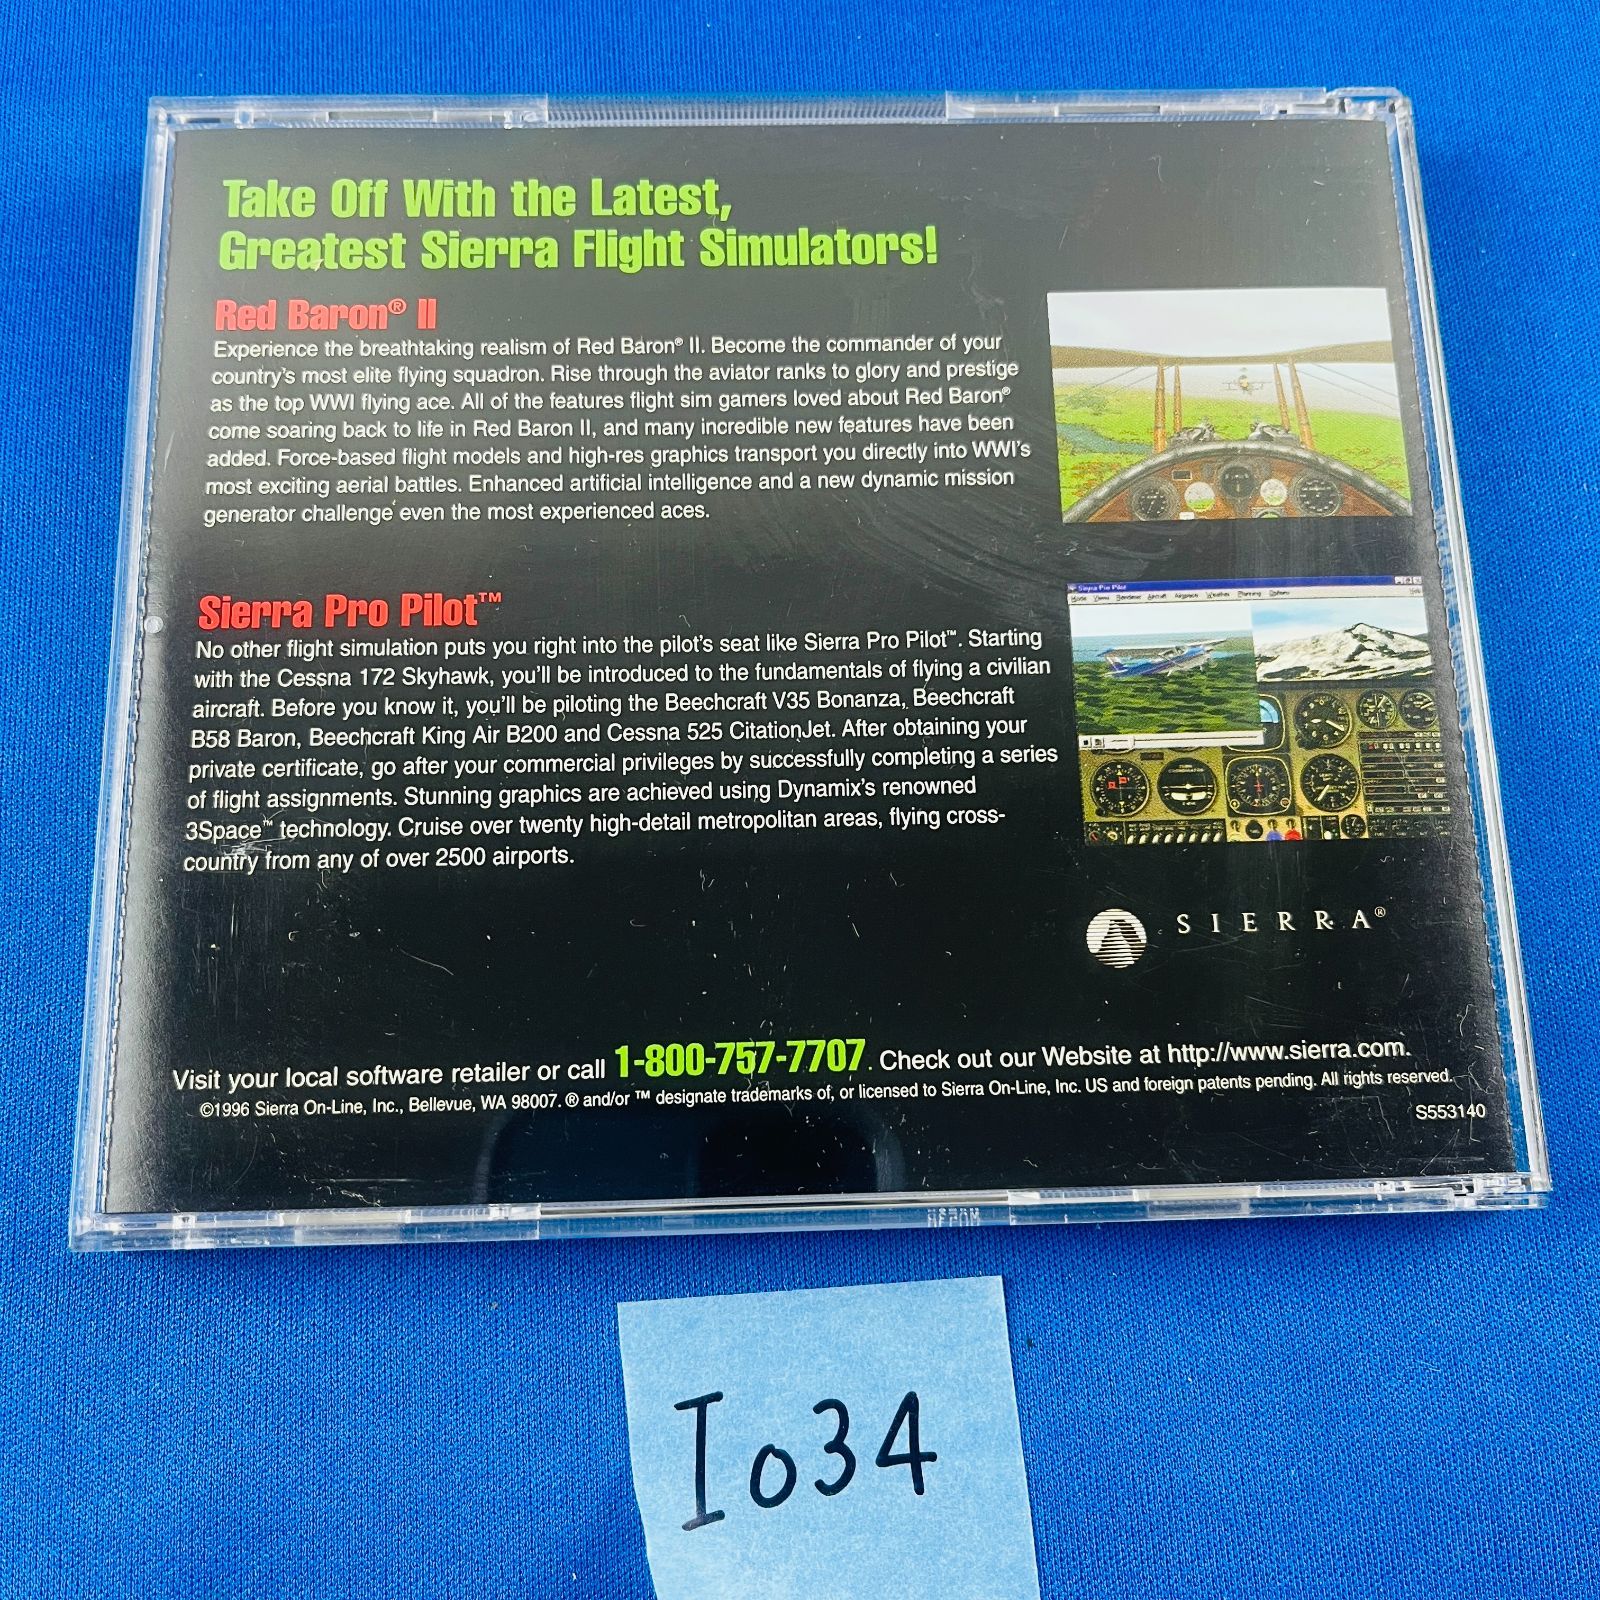 Take Off With the Latest,
Greatest Sierra Flight Simulators!
Red Baron® II
Experience the breathtaking realism of Red Baron® II. Become the commander of your
country's most elite flying squadron. Rise through the aviator ranks to glory and prestige
as the top WWI flying ace. All of the features flight sim gamers loved about Red Baron®
come soaring back to life in Red Baron II, and many incredible new features have been
added. Force-based flight models and high-res graphics transport you directly into WWI's
most exciting aerial battles. Enhanced artificial intelligence and a new dynamic mission
generator challenge even the most experienced aces.
Sierra Pro Pilot™
No other flight simulation puts you right into the pilot's seat like Sierra Pro Pilot™. Starting
with the Cessna 172 Skyhawk, you'll be introduced to the fundamentals of flying a civilian
aircraft. Before you know it, you'll be piloting the Beechcraft V35 Bonanza, Beechcraft
B58 Baron, Beechcraft King Air B200 and Cessna 525 CitationJet. After obtaining your
private certificate, go after your commercial privileges by successfully completing a series
of flight assignments. Stunning graphics are achieved using Dynamix's renowned
3Space™ technology. Cruise over twenty high-detail metropolitan areas, flying cross-
country from any of over 2500 airports.
Sierra Pro Pilot
Mode Views Renderer Aircraft Airports Weather Planning Options Help
SIERRA®
Visit your local software retailer or call 1-800-757-7707. Check out our Website at http://www.sierra.com.
©1996 Sierra On-Line, Inc., Bellevue, WA 98007. ® and/or ™ designate trademarks of, or licensed to Sierra On-Line, Inc. US and foreign patents pending. All rights reserved.
S553140
I034